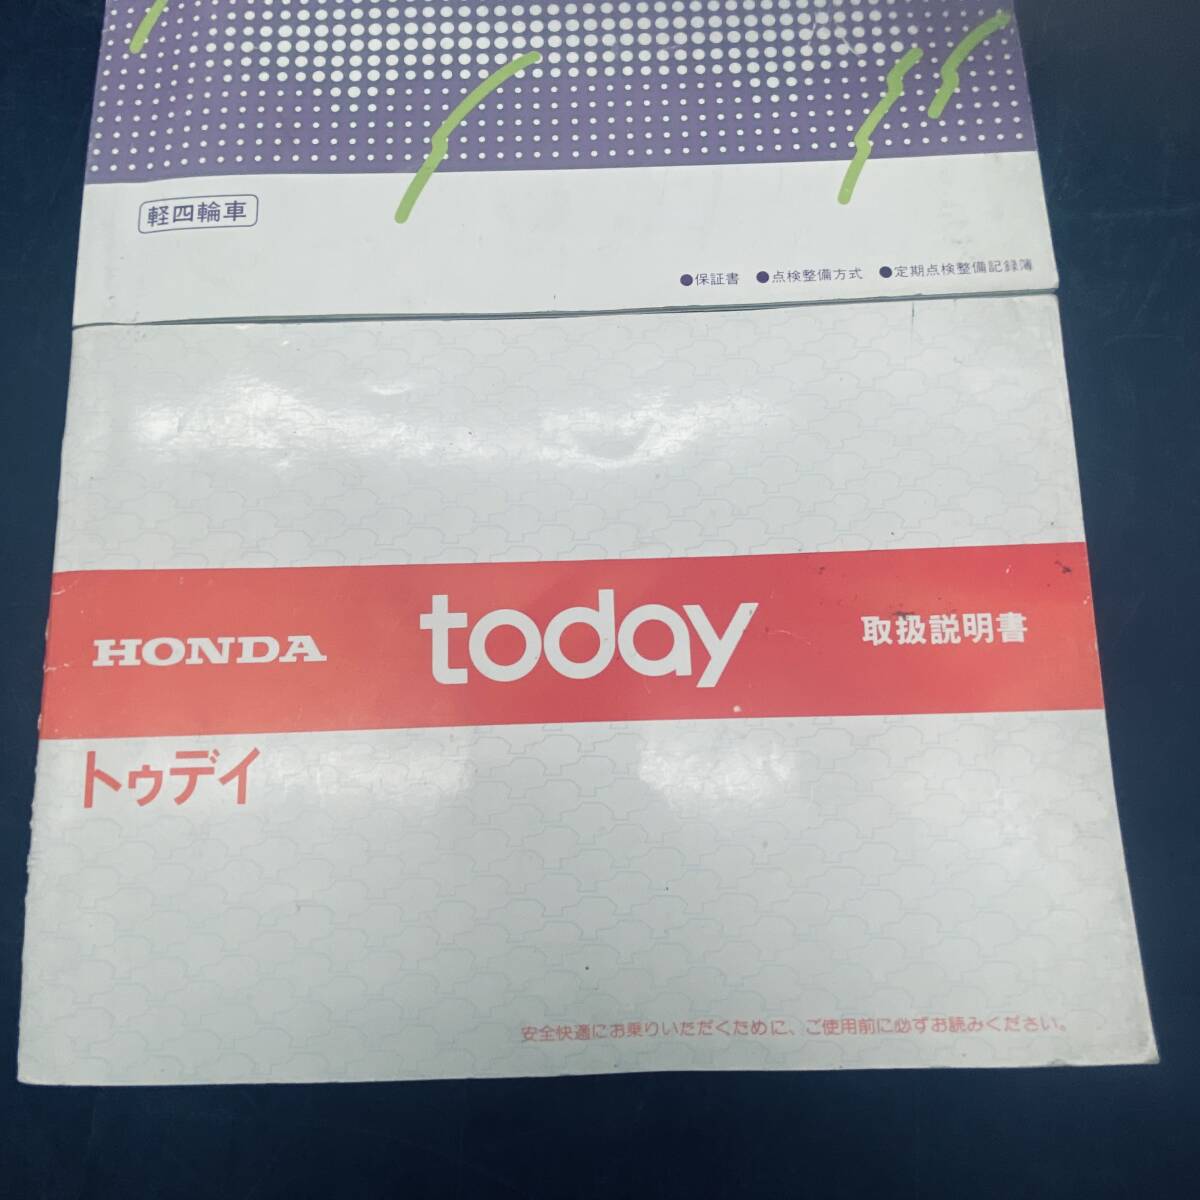 軽四輪車
●保証書 ●点検整備方式 ●定期点検整備記録簿
HONDA today 取扱説明書
トゥデイ
安全快適にお乗りいただくために、ご使用前に必ずお読みください。